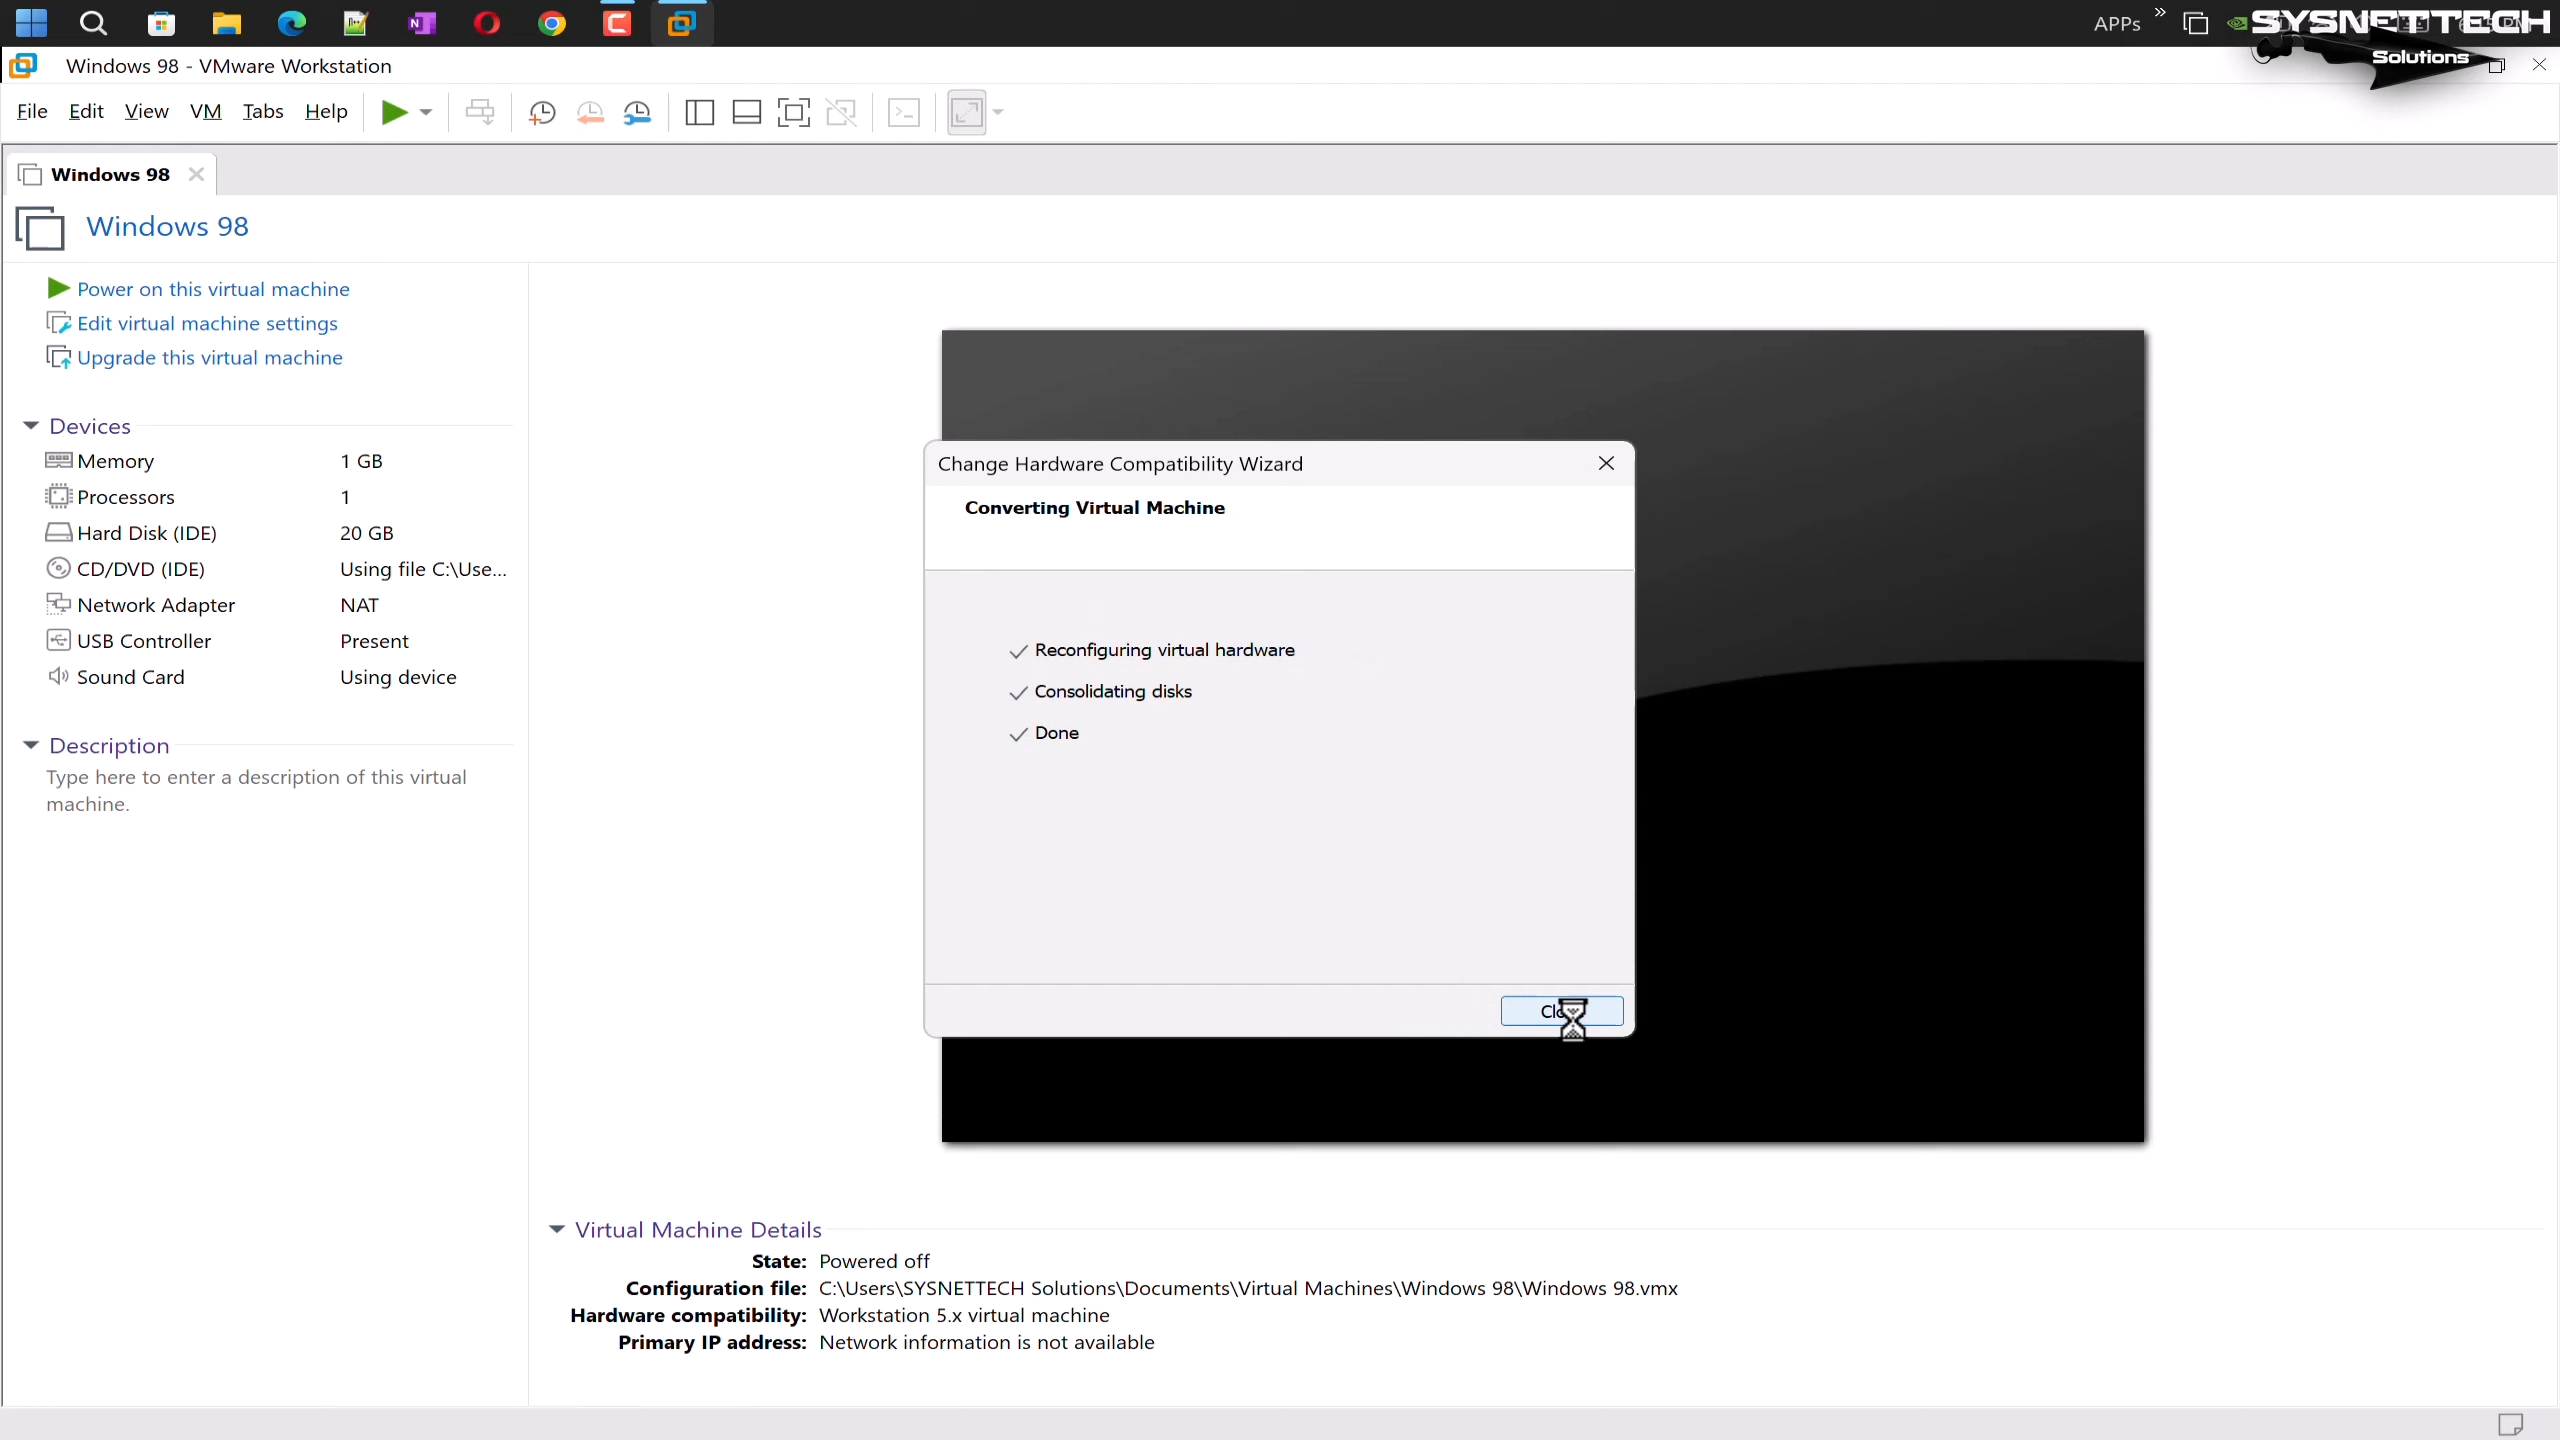 APPs
SYSNETTECH
Solutions
Windows 98 - VMware Workstation
File Edit View VM Tabs Help
Windows 98
Windows 98
Power on this virtual machine
Edit virtual machine settings
Upgrade this virtual machine
Devices
Memory 1 GB
Processors 1
Hard Disk (IDE) 20 GB
CD/DVD (IDE) Using file C:\Use...
Network Adapter NAT
USB Controller Present
Sound Card Using device
Description
Type here to enter a description of this virtual
machine.
Change Hardware Compatibility Wizard
Converting Virtual Machine
Reconfiguring virtual hardware
Consolidating disks
Done
Virtual Machine Details
State: Powered off
Configuration file: C:\Users\SYSNETTECH Solutions\Documents\Virtual Machines\Windows 98\Windows 98.vmx
Hardware compatibility: Workstation 5.x virtual machine
Primary IP address: Network information is not available